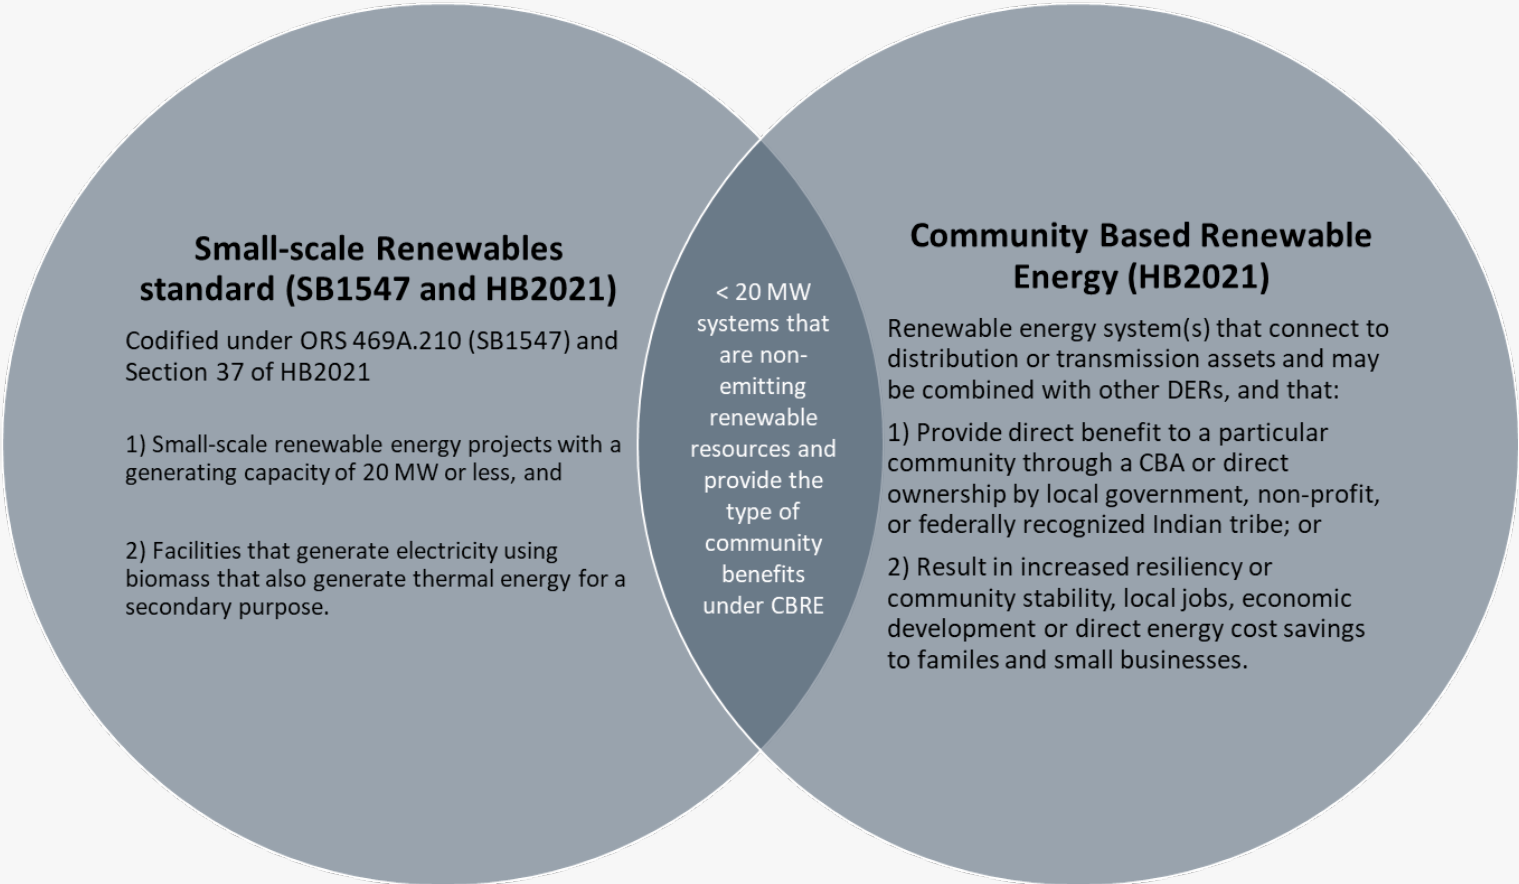 Small-scale Renewables
standard (SB1547 and HB2021)
Codified under ORS 469A.210 (SB1547) and
Section 37 of HB2021
1) Small-scale renewable energy projects with a
generating capacity of 20 MW or less, and
2) Facilities that generate electricity using
biomass that also generate thermal energy for a
secondary purpose.
< 20 MW
systems that
are non-
emitting
renewable
resources and
provide the
type of
community
benefits
under CBRE
Community Based Renewable
Energy (HB2021)
Renewable energy system(s) that connect to
distribution or transmission assets and may
be combined with other DERs, and that:
1) Provide direct benefit to a particular
community through a CBA or direct
ownership by local government, non-profit,
or federally recognized Indian tribe; or
2) Result in increased resiliency or
community stability, local jobs, economic
development or direct energy cost savings
to familes and small businesses.